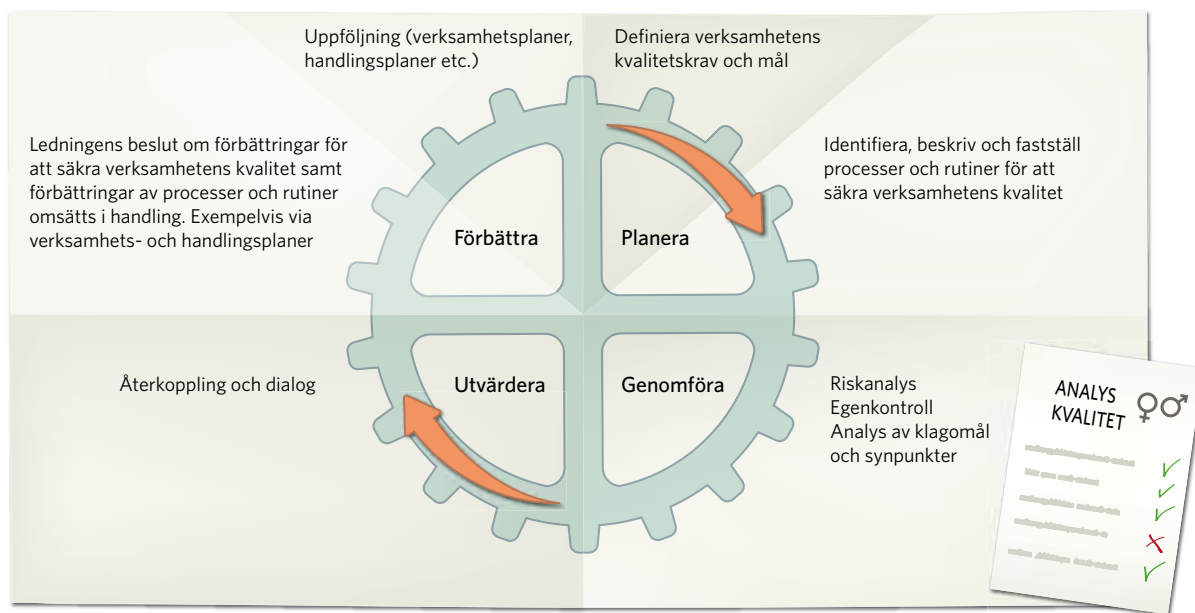 Uppföljning (verksamhetsplaner,
handlingsplaner etc.)
Definiera verksamhetens
kvalitetskrav och mål
Ledningens beslut om förbättringar för
att säkra verksamhetens kvalitet samt
förbättringar av processer och rutiner
omsätts i handling. Exempelvis via
verksamhets- och handlingsplaner
Identifiera, beskriv och fastställ
processer och rutiner för att
säkra verksamhetens kvalitet
Förbättra
Planera
Återkoppling och dialog
Utvärdera
Genomföra
Riskanalys
Egenkontroll
Analys av klagomål
och synpunkter
ANALYS
KVALITET